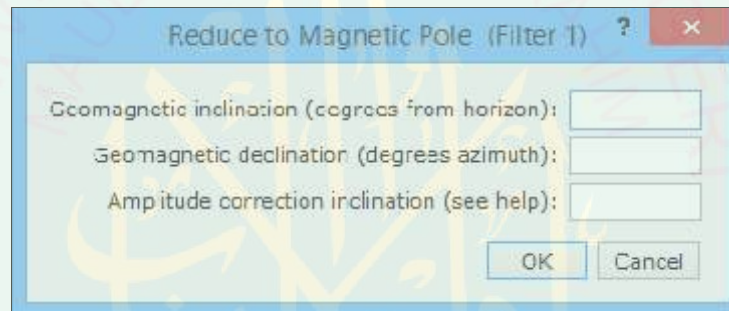 Reduce to Magnetic Pole (Filter 1) ?
Geomagnetic inclination (degrees from horizon):
Geomagnetic declination (degrees azimuth):
Amplitude correction inclination (see help):
OK Cancel